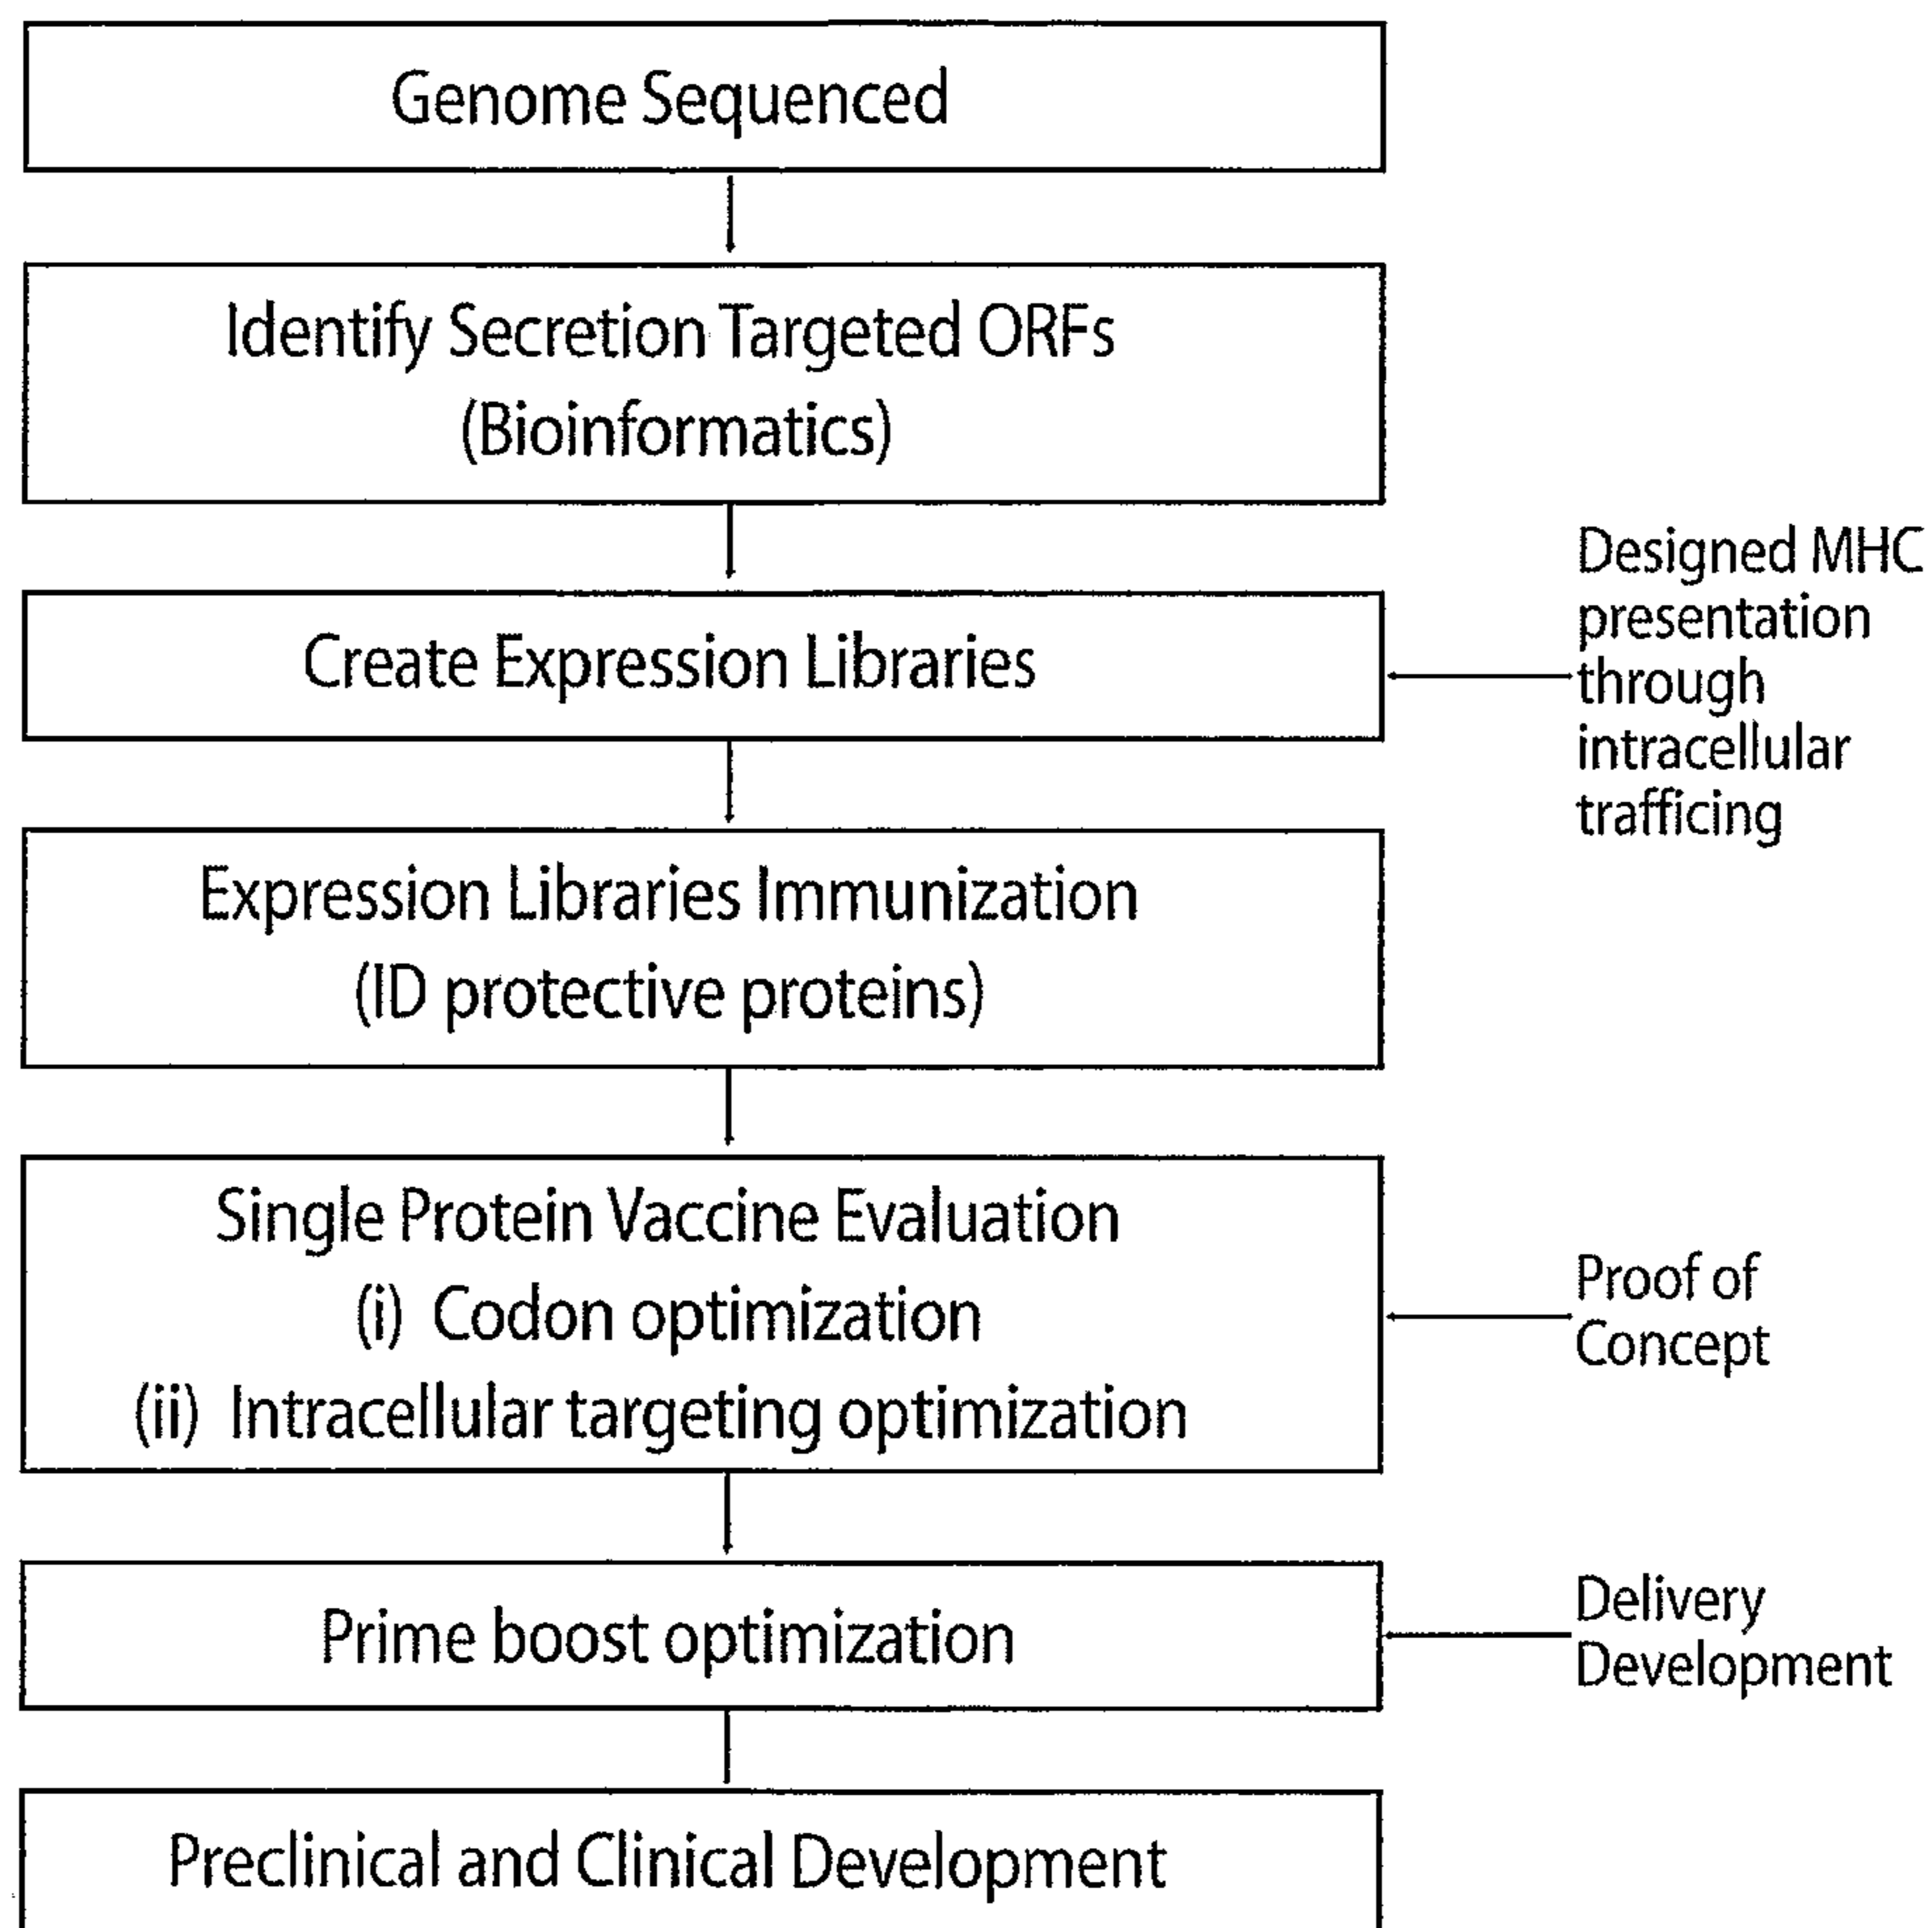 Genome Sequenced
Identify Secretion Targeted ORFs
(Bioinformatics)
Create Expression Libraries
Designed MHC
presentation
through
intracellular
trafficing
Expression Libraries Immunization
(ID protective proteins)
Single Protein Vaccine Evaluation
(i) Codon optimization
(ii) Intracellular targeting optimization
Proof of
Concept
Prime boost optimization
Delivery
Development
Preclinical and Clinical Development